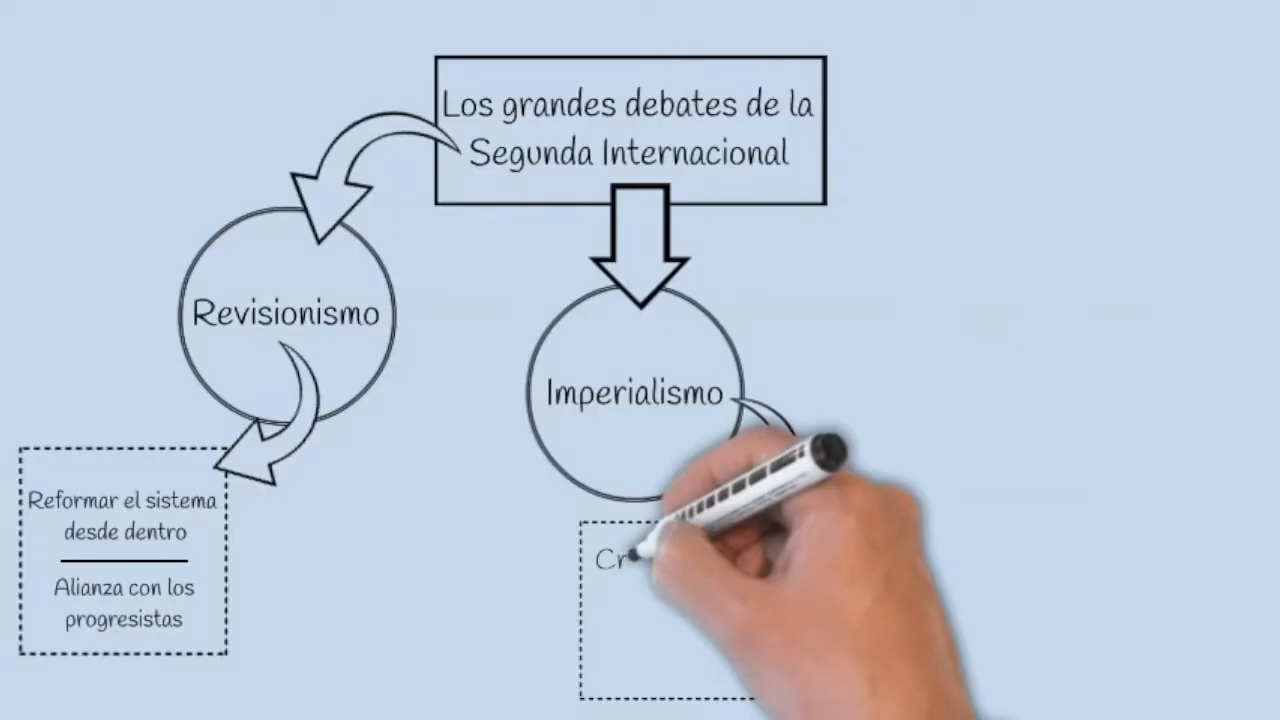 Los grandes debates de la
Segunda Internacional
Revisionismo
Imperialismo
Reformar el sistema
desde dentro
Alianza con los
progresistas